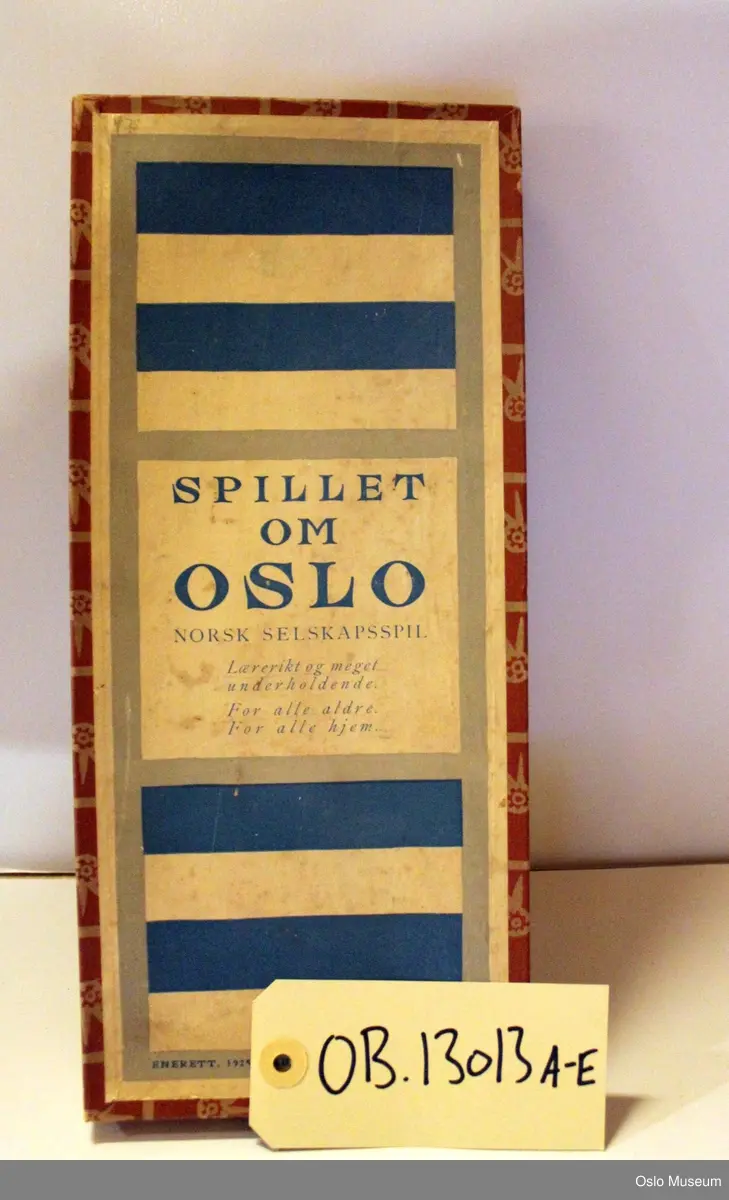 SPILLET
OM
OSLO
NORSK SELSKAPSSPIL
Lærerikt og meget
underholdende.
For alle aldre.
For alle hjem.
ENERETT.
OB.13013 A-E
Oslo Museum